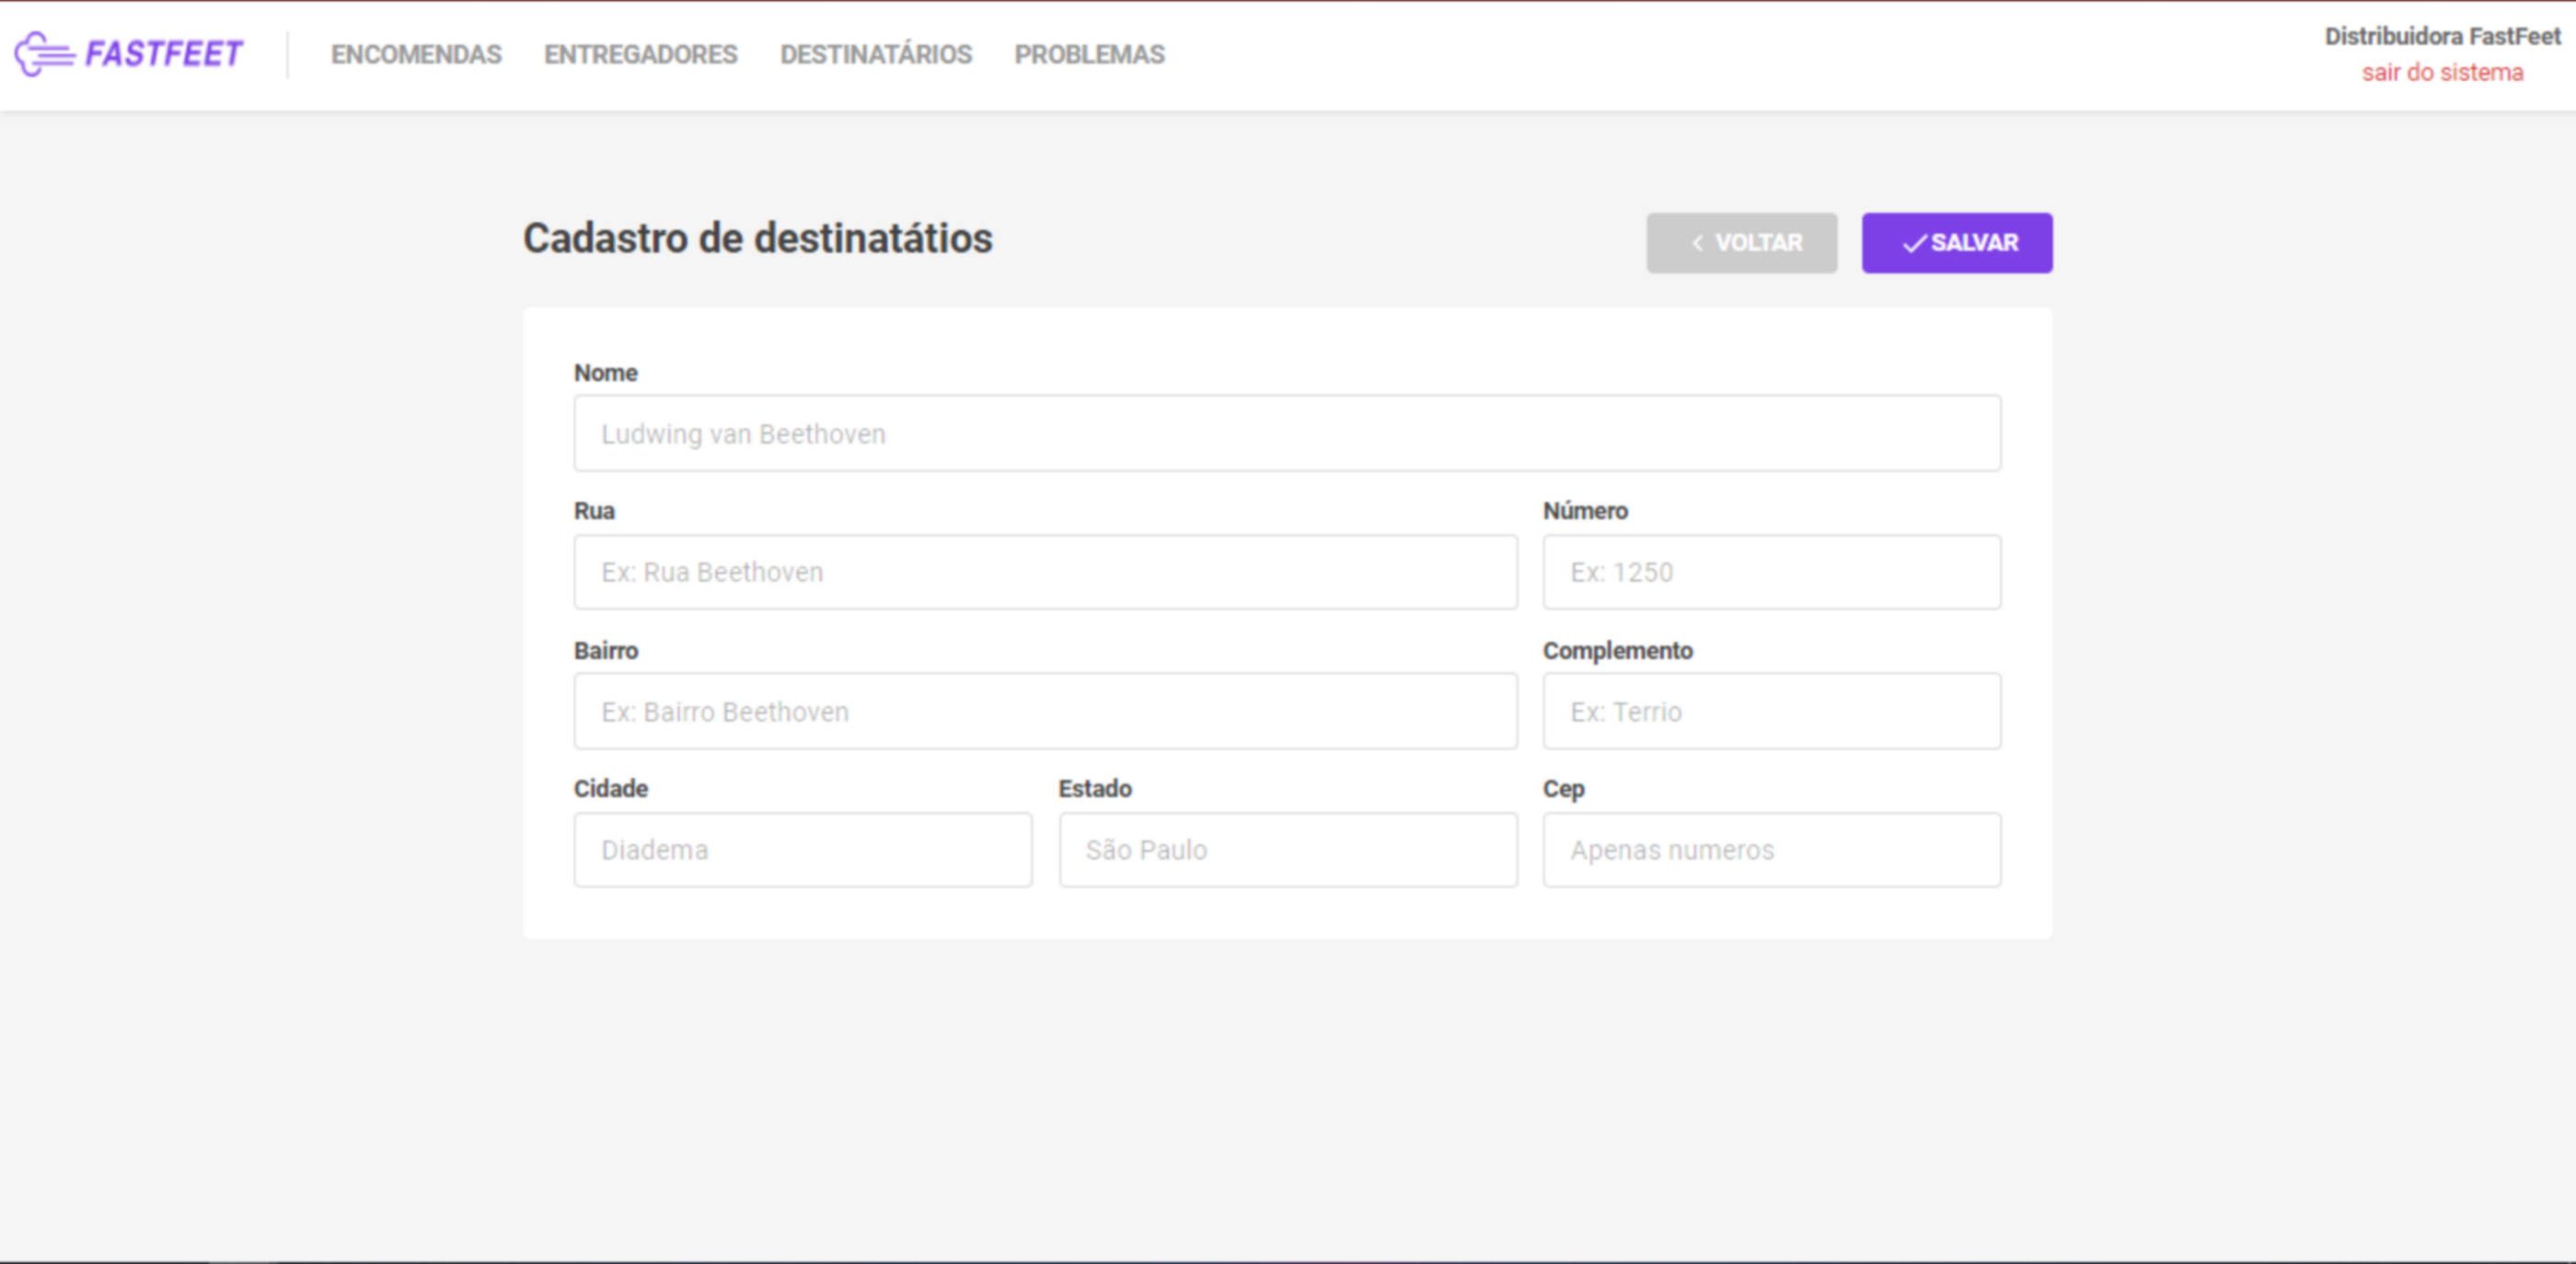 FASTFEET
ENCOMENDAS ENTREGADORES DESTINATÁRIOS PROBLEMAS
Distribuidora FastFeet
sair do sistema
Cadastro de destinatátios
VOLTAR
SALVAR
Nome
Ludwing van Beethoven
Rua Número
Ex: Rua Beethoven Ex: 1250
Bairro Complemento
Ex: Bairro Beethoven Ex: Terrio
Cidade Estado Cep
Diadema São Paulo Apenas numeros